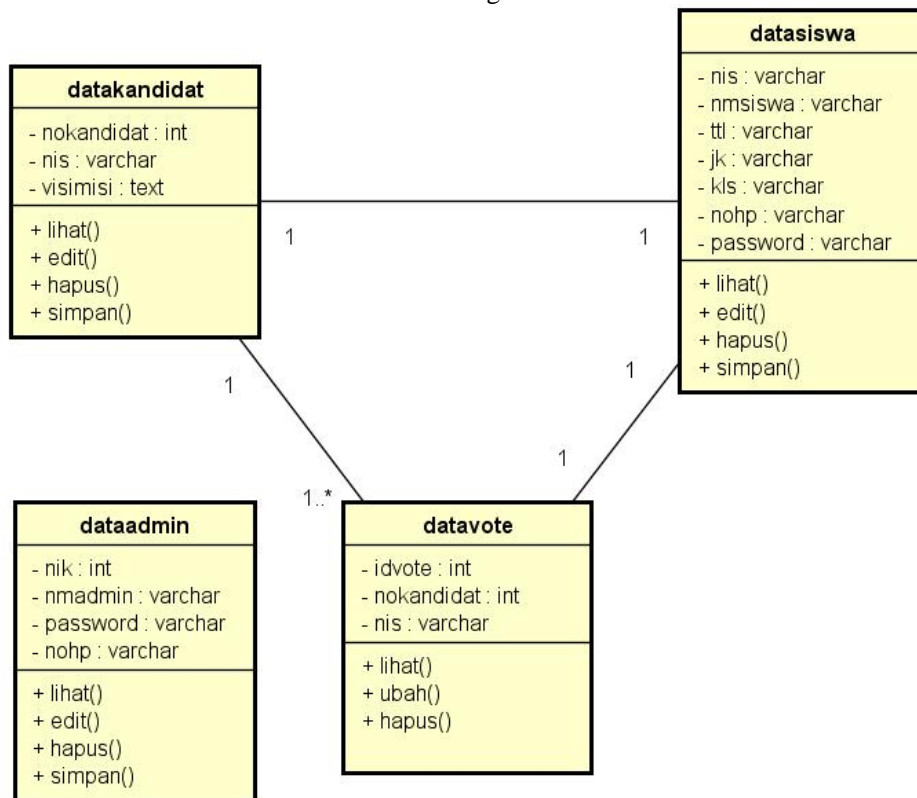 datakandidat
- nokandidat : int
- nis : varchar
- visimisi : text
+ lihat()
+ edit()
+ hapus()
+ simpan()
datasiswa
- nis : varchar
- nmsiswa : varchar
- ttl : varchar
- jk : varchar
- kls : varchar
- nohp : varchar
- password : varchar
+ lihat()
+ edit()
+ hapus()
+ simpan()
1
1
1
1
1
1..*
dataadmin
- nik : int
- nmadmin : varchar
- password : varchar
- nohp : varchar
+ lihat()
+ edit()
+ hapus()
+ simpan()
datavote
- idvote : int
- nokandidat : int
- nis : varchar
+ lihat()
+ ubah()
+ hapus()